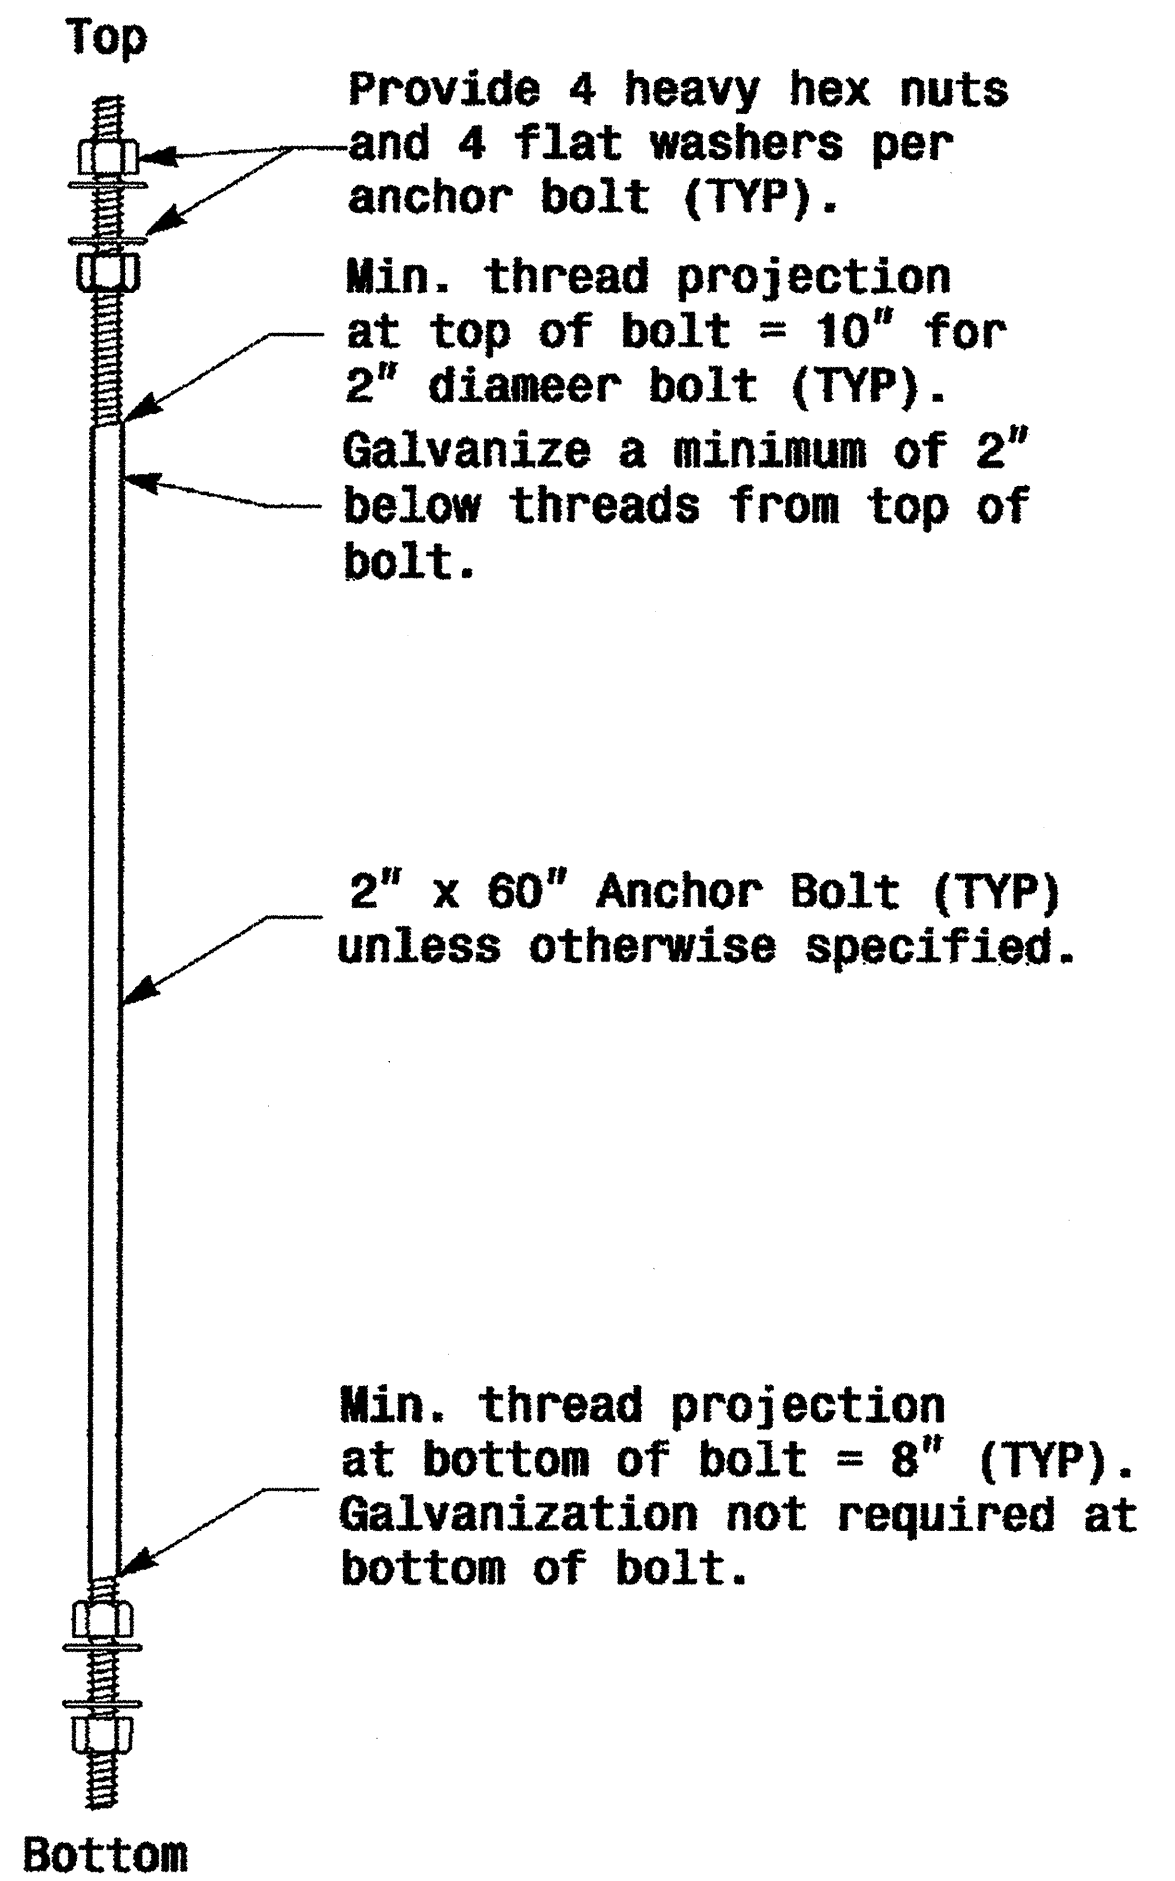 Top
Provide 4 heavy hex nuts
and 4 flat washers per
anchor bolt (TYP).
Min. thread projection
at top of bolt = 10" for
2" diameer bolt (TYP).
Galvanize a minimum of 2"
below threads from top of
bolt.
2" x 60" Anchor Bolt (TYP)
unless otherwise specified.
Min. thread projection
at bottom of bolt = 8" (TYP).
Galvanization not required at
bottom of bolt.
Bottom